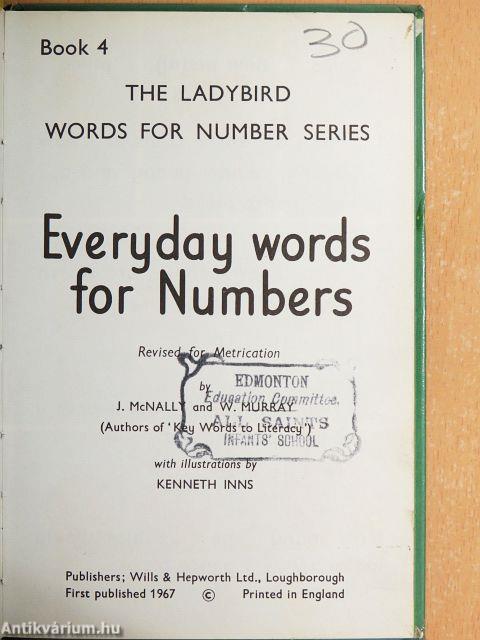 Book 4
30
THE LADYBIRD
WORDS FOR NUMBER SERIES
Everyday words
for Numbers
Revised for Metrication
by
J. McNALLY and W. MURRAY
(Authors of 'Key Words to Literacy')
EDMONTON
Education Committee.
ALL SAINTS
INFANTS' SCHOOL
with illustrations by
KENNETH INNS
Publishers; Wills & Hepworth Ltd., Loughborough
First published 1967 © Printed in England
Antikvárium.hu